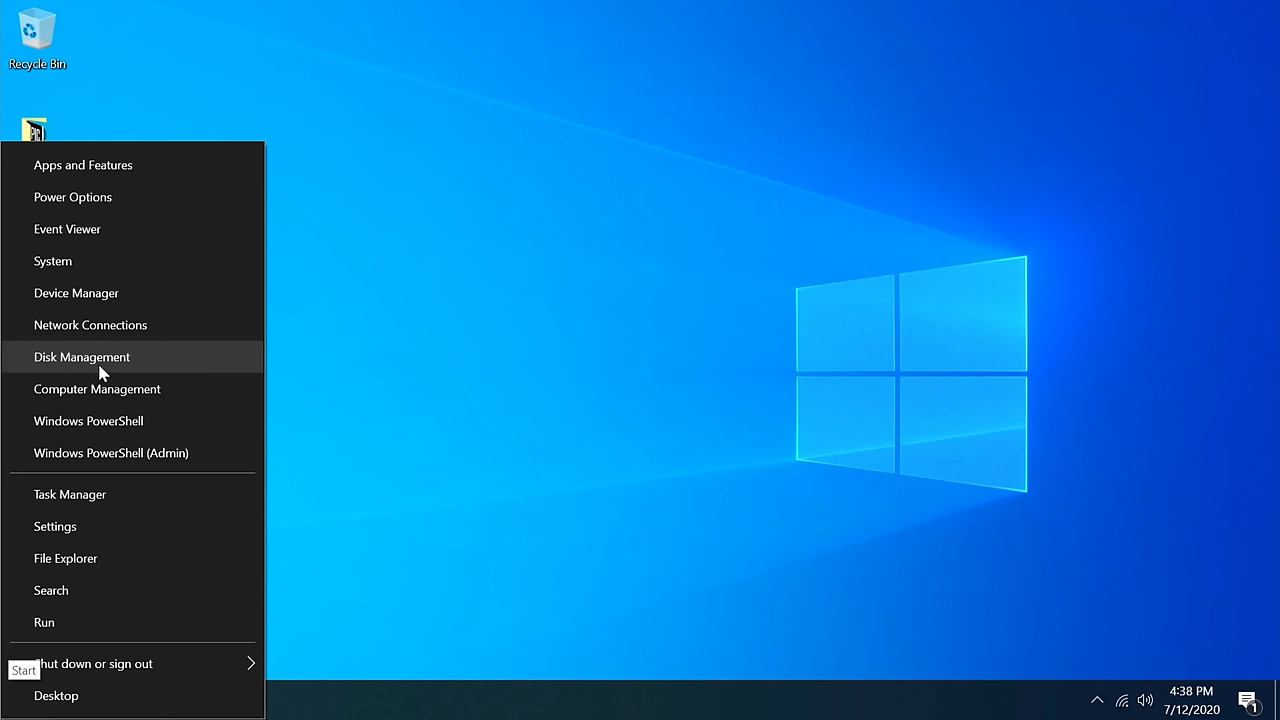 Recycle Bin
Apps and Features
Power Options
Event Viewer
System
Device Manager
Network Connections
Disk Management
Computer Management
Windows PowerShell
Windows PowerShell (Admin)
Task Manager
Settings
File Explorer
Search
Run
hut down or sign out
Start
Desktop
4:38 PM
7/12/2020
1